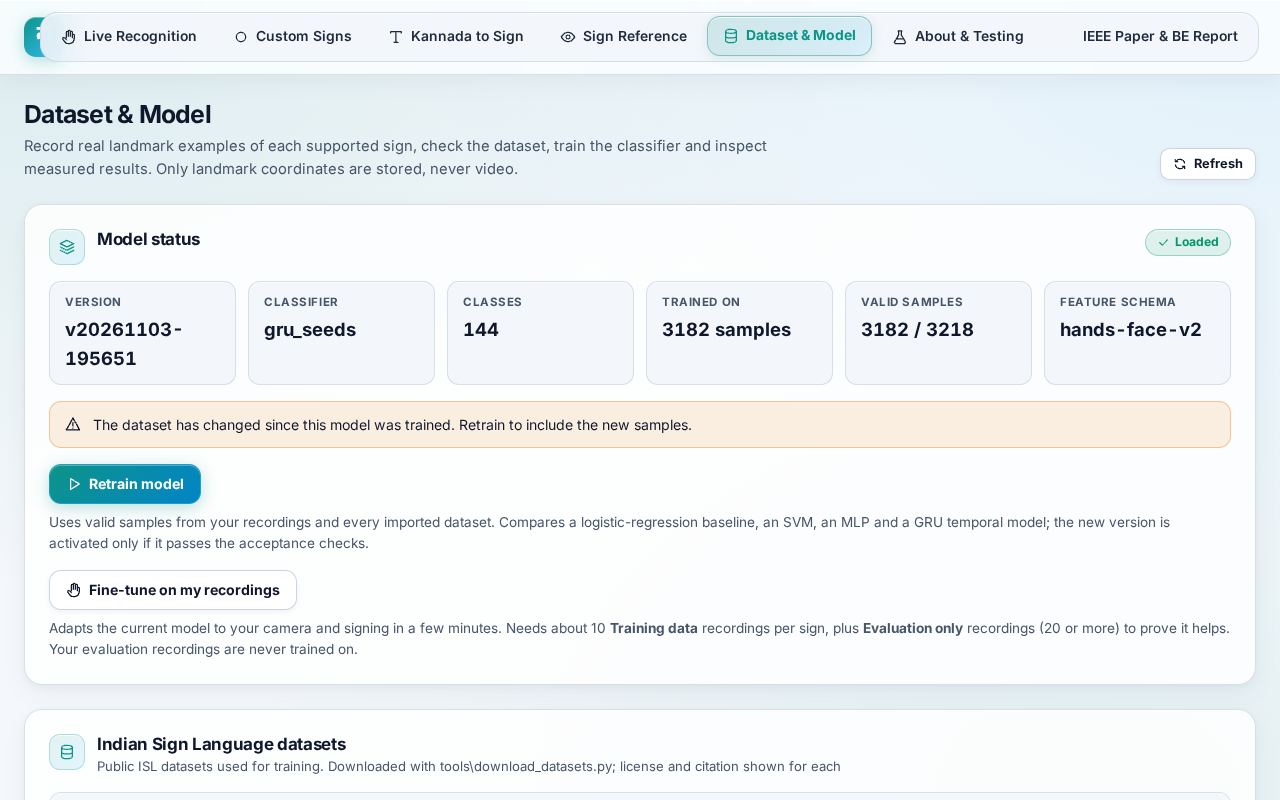 Live Recognition
Custom Signs
Kannada to Sign
Sign Reference
Dataset & Model
About & Testing
IEEE Paper & BE Report
Dataset & Model
Record real landmark examples of each supported sign, check the dataset, train the classifier and inspect
measured results. Only landmark coordinates are stored, never video.
Refresh
Model status
Loaded
VERSION
v20261103-
195651
CLASSIFIER
gru_seeds
CLASSES
144
TRAINED ON
3182 samples
VALID SAMPLES
3182 / 3218
FEATURE SCHEMA
hands-face-v2
The dataset has changed since this model was trained. Retrain to include the new samples.
Retrain model
Uses valid samples from your recordings and every imported dataset. Compares a logistic-regression baseline, an SVM, an MLP and a GRU temporal model; the new version is
activated only if it passes the acceptance checks.
Fine-tune on my recordings
Adapts the current model to your camera and signing in a few minutes. Needs about 10 Training data recordings per sign, plus Evaluation only recordings (20 or more) to prove it helps.
Your evaluation recordings are never trained on.
Indian Sign Language datasets
Public ISL datasets used for training. Downloaded with tools\download_datasets.py; license and citation shown for each